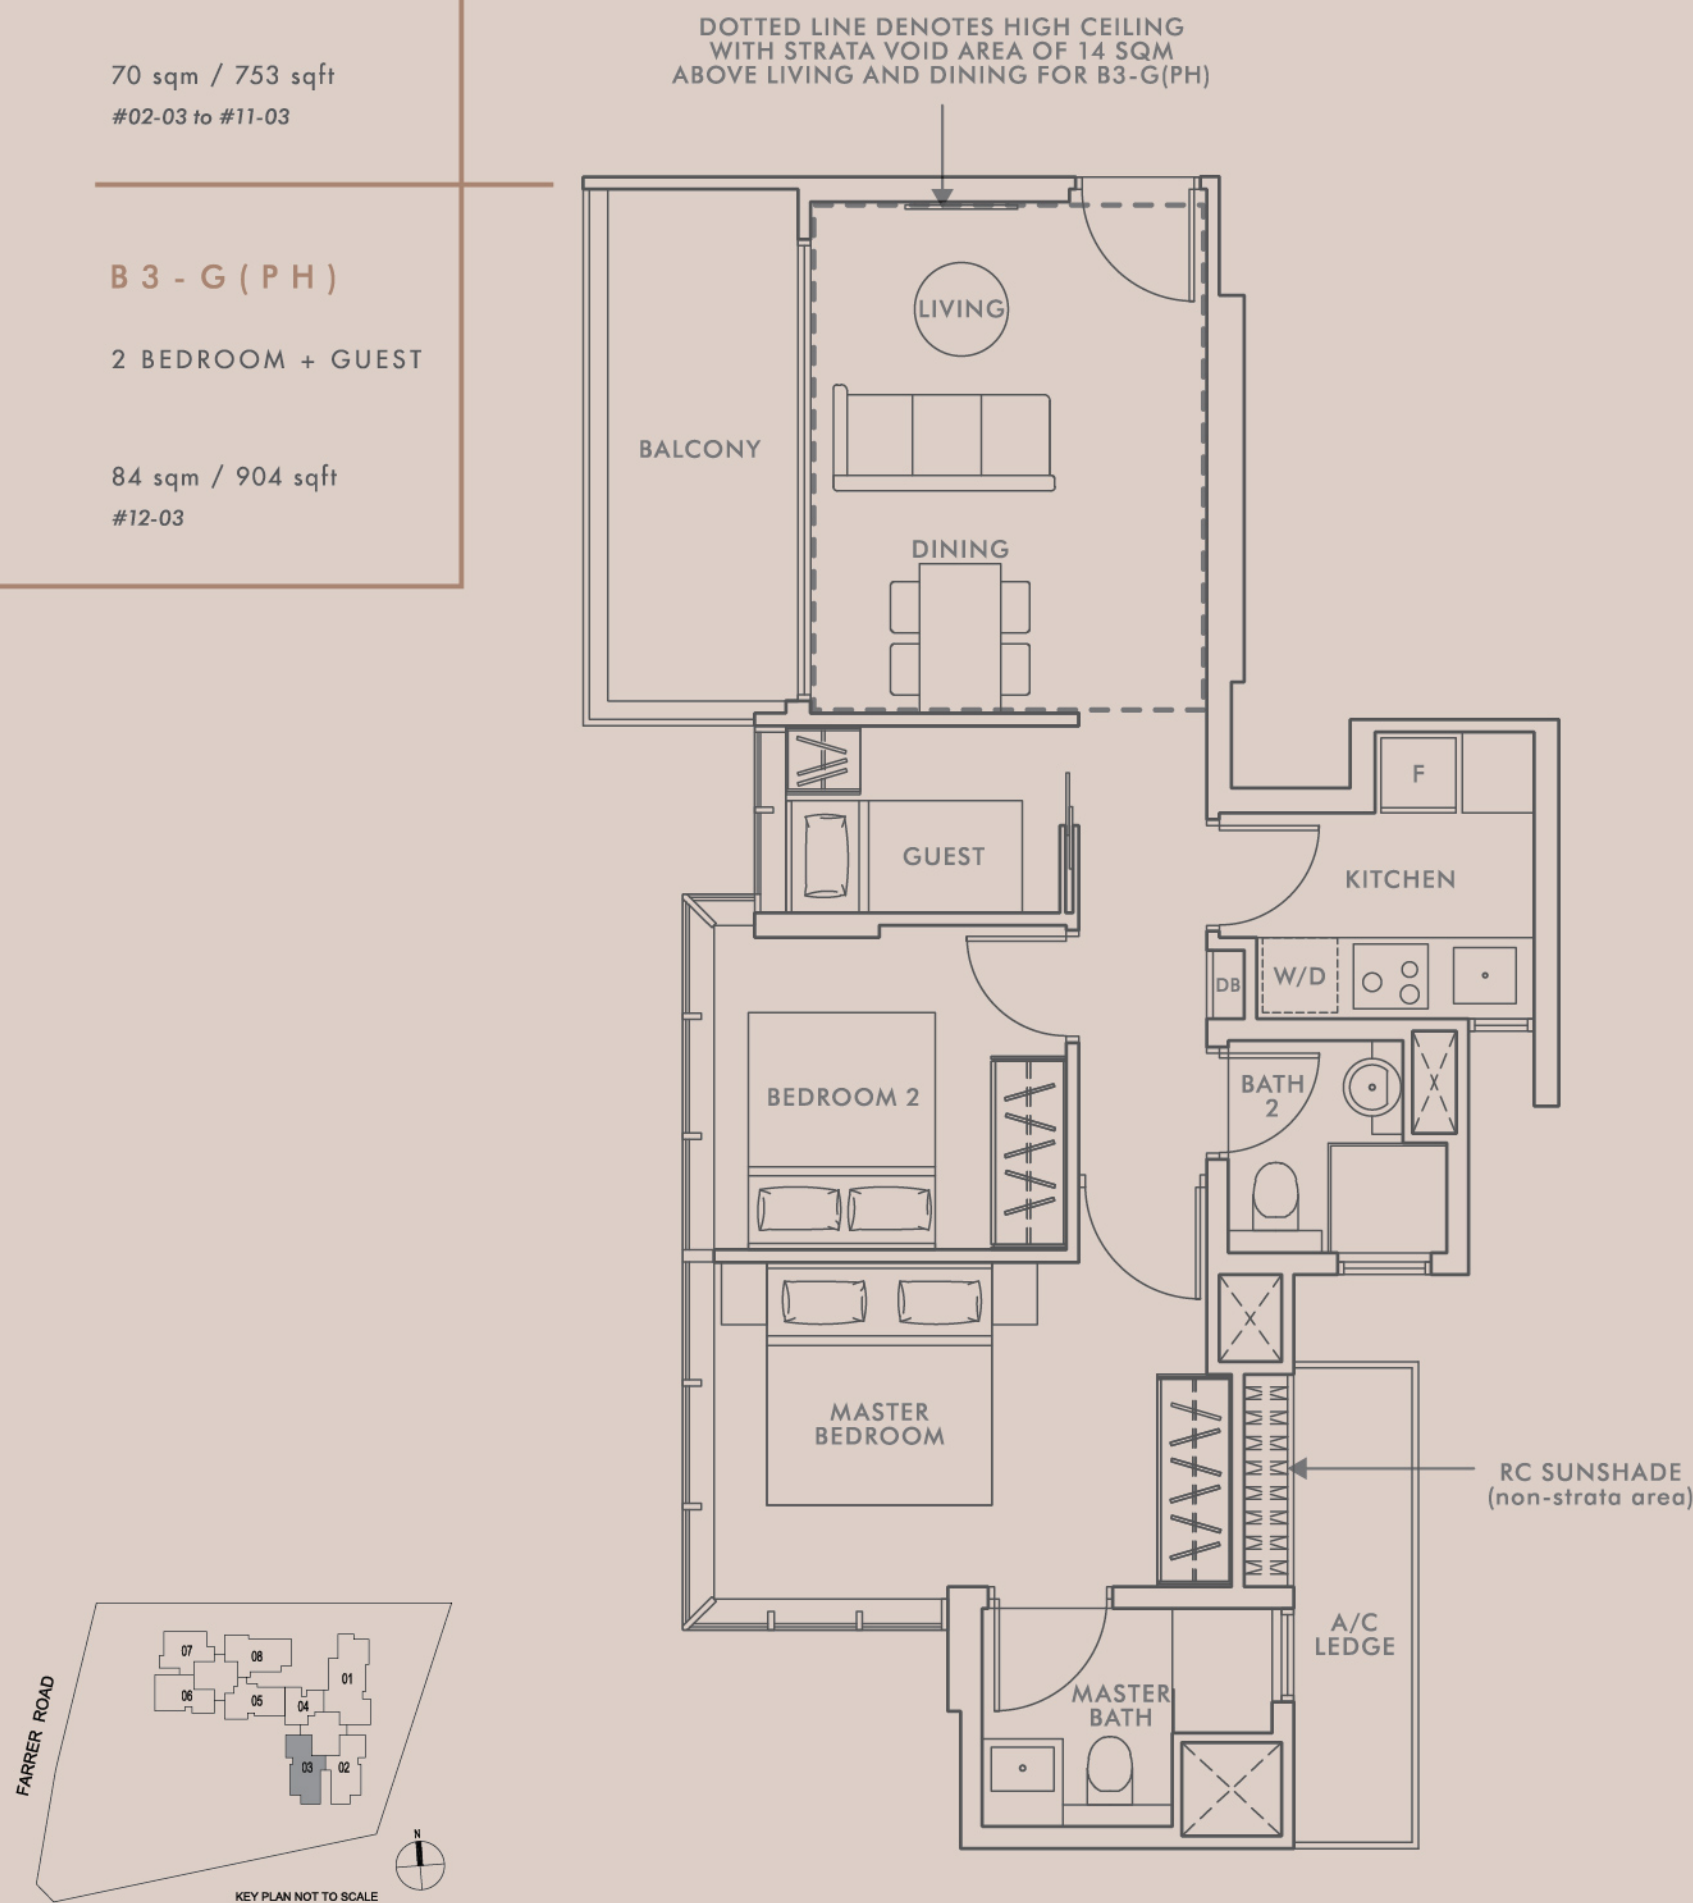 70 sqm / 753 sqft
#02-03 to #11-03
B3-G(PH)
2 BEDROOM + GUEST
84 sqm / 904 sqft
#12-03
DOTTED LINE DENOTES HIGH CEILING
WITH STRATA VOID AREA OF 14 SQM
ABOVE LIVING AND DINING FOR B3-G(PH)
LIVING
BALCONY
DINING
F
GUEST
KITCHEN
DB
W/D
BATH
2
BEDROOM 2
MASTER
BEDROOM
RC SUNSHADE
(non-strata area)
A/C
LEDGE
MASTER
BATH
FARRER ROAD
07
08
01
06
05
04
03
02
N
KEY PLAN NOT TO SCALE